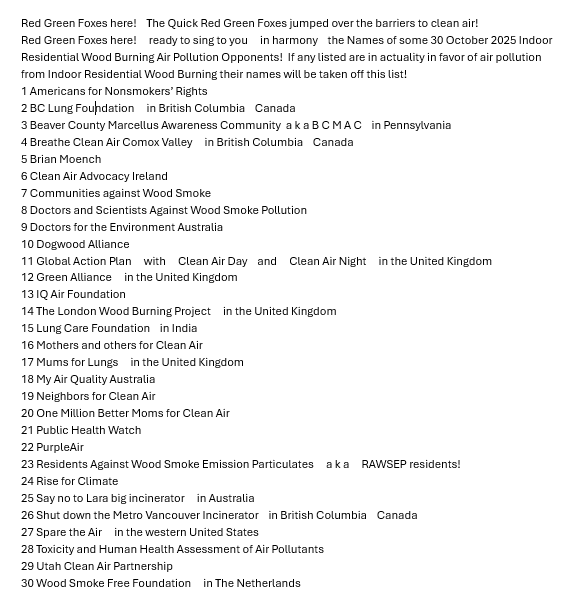 Red Green Foxes here!   The Quick Red Green Foxes jumped over the barriers to clean air!
Red Green Foxes here!    ready to sing to you    in harmony   the Names of some 30 October 2025 Indoor
Residential Wood Burning Air Pollution Opponents!  If any listed are in actuality in favor of air pollution
from Indoor Residential Wood Burning their names will be taken off this list!
1 Americans for Nonsmokers’ Rights
2 BC Lung Foundation    in British Columbia   Canada
3 Beaver County Marcellus Awareness Community  a k a B C M A C   in Pennsylvania
4 Breathe Clean Air Comox Valley    in British Columbia   Canada
5 Brian Moench
6 Clean Air Advocacy Ireland
7 Communities against Wood Smoke
8 Doctors and Scientists Against Wood Smoke Pollution
9 Doctors for the Environment Australia
10 Dogwood Alliance
11 Global Action Plan    with    Clean Air Day   and    Clean Air Night    in the United Kingdom
12 Green Alliance    in the United Kingdom
13 IQ Air Foundation
14 The London Wood Burning Project    in the United Kingdom
15 Lung Care Foundation   in India
16 Mothers and others for Clean Air
17 Mums for Lungs    in the United Kingdom
18 My Air Quality Australia
19 Neighbors for Clean Air
20 One Million Better Moms for Clean Air
21 Public Health Watch
22 PurpleAir
23 Residents Against Wood Smoke Emission Particulates    a k a    RAWSEP residents!
24 Rise for Climate
25 Say no to Lara big incinerator    in Australia
26 Shut down the Metro Vancouver Incinerator   in British Columbia   Canada
27 Spare the Air    in the western United States
28 Toxicity and Human Health Assessment of Air Pollutants
29 Utah Clean Air Partnership
30 Wood Smoke Free Foundation    in The Netherlands